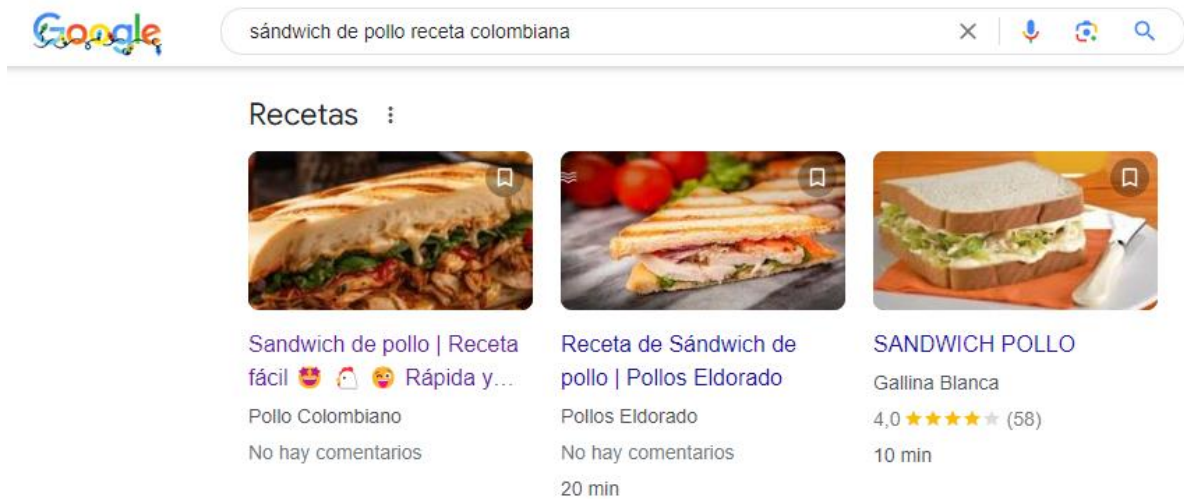 Google
sándwich de pollo receta colombiana
Recetas
Sandwich de pollo | Receta
fácil 🤩 🐔 😜 Rápida y...
Pollo Colombiano
No hay comentarios
Receta de Sándwich de
pollo | Pollos Eldorado
Pollos Eldorado
No hay comentarios
20 min
SANDWICH POLLO
Gallina Blanca
4,0 ★★★★★ (58)
10 min